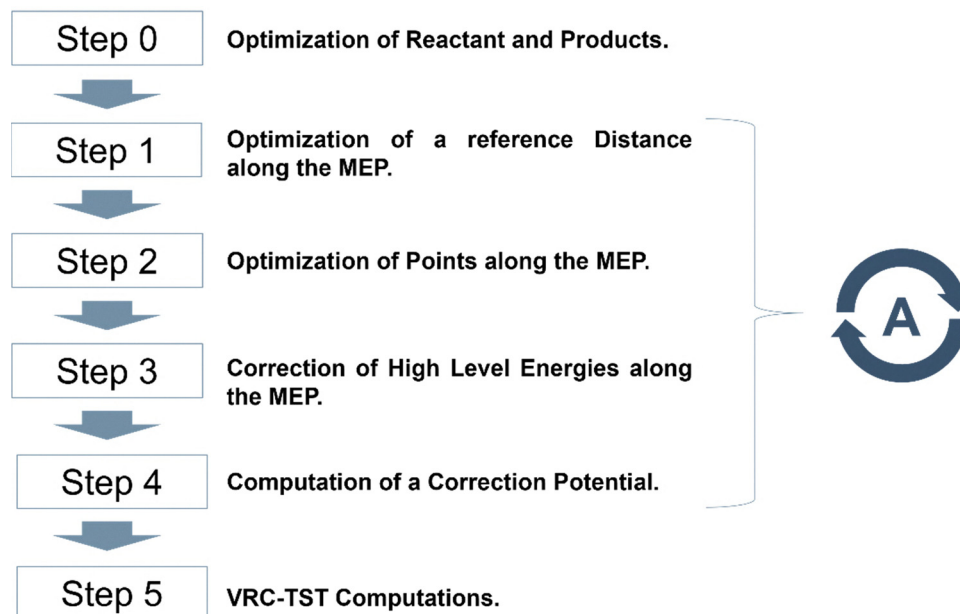 Step 0
Optimization of Reactant and Products.
Step 1
Optimization of a reference Distance
along the MEP.
Step 2
Optimization of Points along the MEP.
A
Step 3
Correction of High Level Energies along
the MEP.
Step 4
Computation of a Correction Potential.
Step 5
VRC-TST Computations.